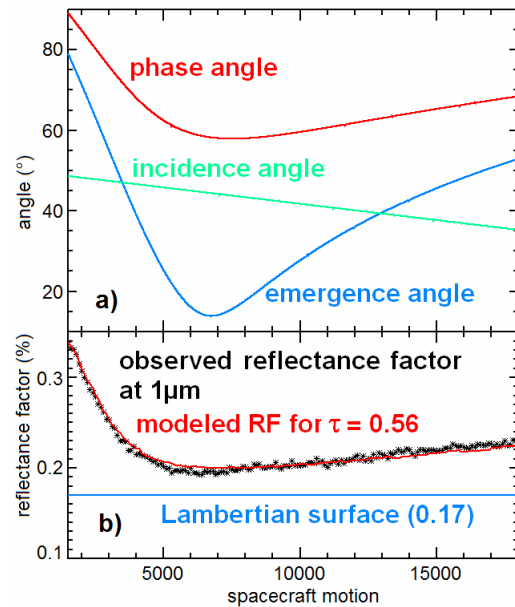 80
60
40
20
angle (°)
phase angle
incidence angle
emergence angle
a)
0.3
0.2
0.1
reflectance factor (%)
observed reflectance factor
at 1µm
modeled RF for τ = 0.56
Lambertian surface (0.17)
b)
5000 10000 15000
spacecraft motion